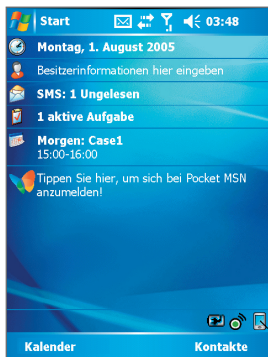 Start 03:48
Montag, 1. August 2005
Besitzerinformationen hier eingeben
SMS: 1 Ungelesen
1 aktive Aufgabe
Morgen: Case1
15:00-16:00
Tippen Sie hier, um sich bei Pocket MSN
anzumelden!
Kalender Kontakte